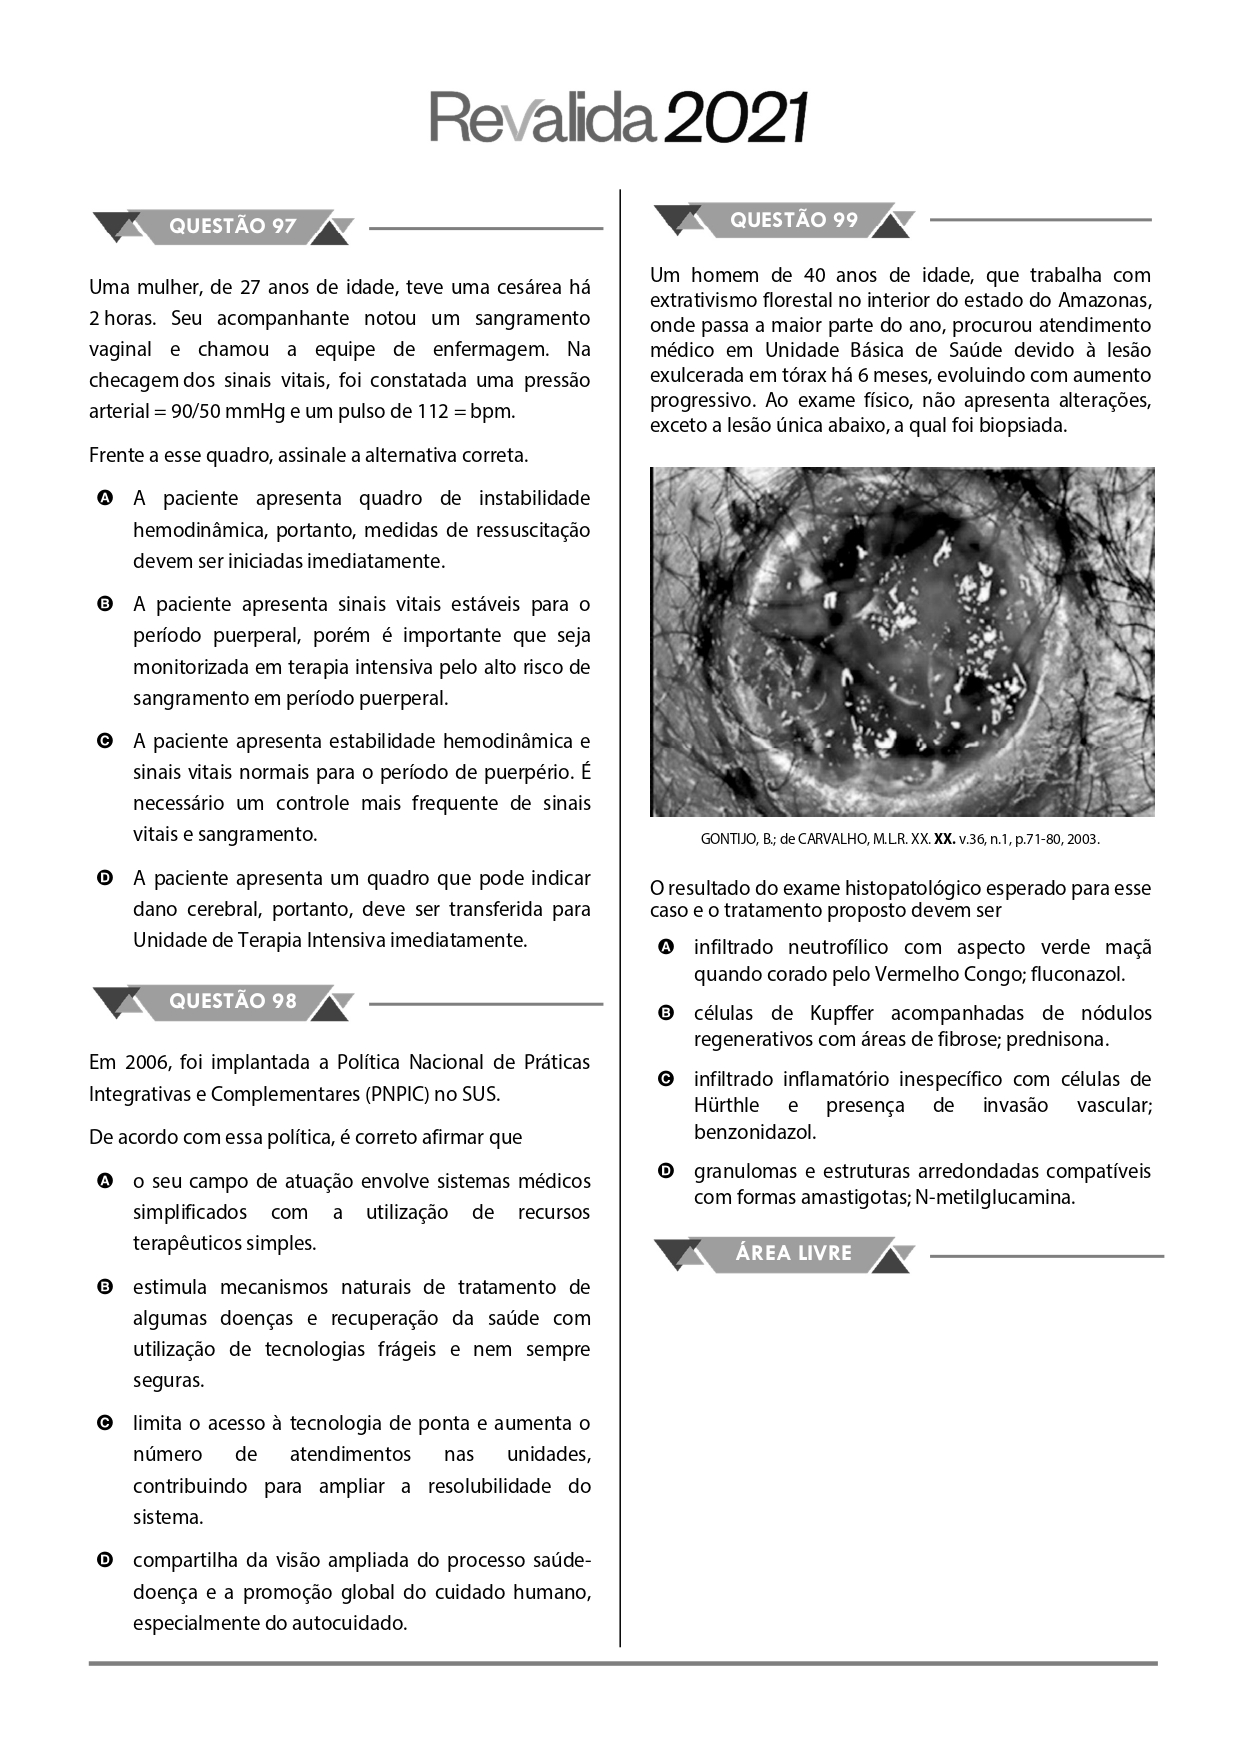 Revalida 2021
QUESTÃO 97
Uma mulher, de 27 anos de idade, teve uma cesárea há
2 horas. Seu acompanhante notou um sangramento
vaginal e chamou a equipe de enfermagem. Na
checagem dos sinais vitais, foi constatada uma pressão
arterial = 90/50 mmHg e um pulso de 112 = bpm.
Frente a esse quadro, assinale a alternativa correta.
A A paciente apresenta quadro de instabilidade
hemodinâmica, portanto, medidas de ressuscitação
devem ser iniciadas imediatamente.
B A paciente apresenta sinais vitais estáveis para o
período puerperal, porém é importante que seja
monitorizada em terapia intensiva pelo alto risco de
sangramento em período puerperal.
C A paciente apresenta estabilidade hemodinâmica e
sinais vitais normais para o período de puerpério. É
necessário um controle mais frequente de sinais
vitais e sangramento.
D A paciente apresenta um quadro que pode indicar
dano cerebral, portanto, deve ser transferida para
Unidade de Terapia Intensiva imediatamente.
QUESTÃO 98
Em 2006, foi implantada a Política Nacional de Práticas
Integrativas e Complementares (PNPIC) no SUS.
De acordo com essa política, é correto afirmar que
A o seu campo de atuação envolve sistemas médicos
simplificados com a utilização de recursos
terapêuticos simples.
B estimula mecanismos naturais de tratamento de
algumas doenças e recuperação da saúde com
utilização de tecnologias frágeis e nem sempre
seguras.
C limita o acesso à tecnologia de ponta e aumenta o
número de atendimentos nas unidades,
contribuindo para ampliar a resolubilidade do
sistema.
D compartilha da visão ampliada do processo saúde-
doença e a promoção global do cuidado humano,
especialmente do autocuidado.
QUESTÃO 99
Um homem de 40 anos de idade, que trabalha com
extrativismo florestal no interior do estado do Amazonas,
onde passa a maior parte do ano, procurou atendimento
médico em Unidade Básica de Saúde devido à lesão
exulcerada em tórax há 6 meses, evoluindo com aumento
progressivo. Ao exame físico, não apresenta alterações,
exceto a lesão única abaixo, a qual foi biopsiada.
GONTIJO, B.; de CARVALHO, M.L.R. XX. XX. v.36, n.1, p.71-80, 2003.
O resultado do exame histopatológico esperado para esse
caso e o tratamento proposto devem ser
A infiltrado neutrofílico com aspecto verde maçã
quando corado pelo Vermelho Congo; fluconazol.
B células de Kupffer acompanhadas de nódulos
regenerativos com áreas de fibrose; prednisona.
C infiltrado inflamatório inespecífico com células de
Hürthle e presença de invasão vascular;
benzonidazol.
D granulomas e estruturas arredondadas compatíveis
com formas amastigotas; N-metilglucamina.
ÁREA LIVRE